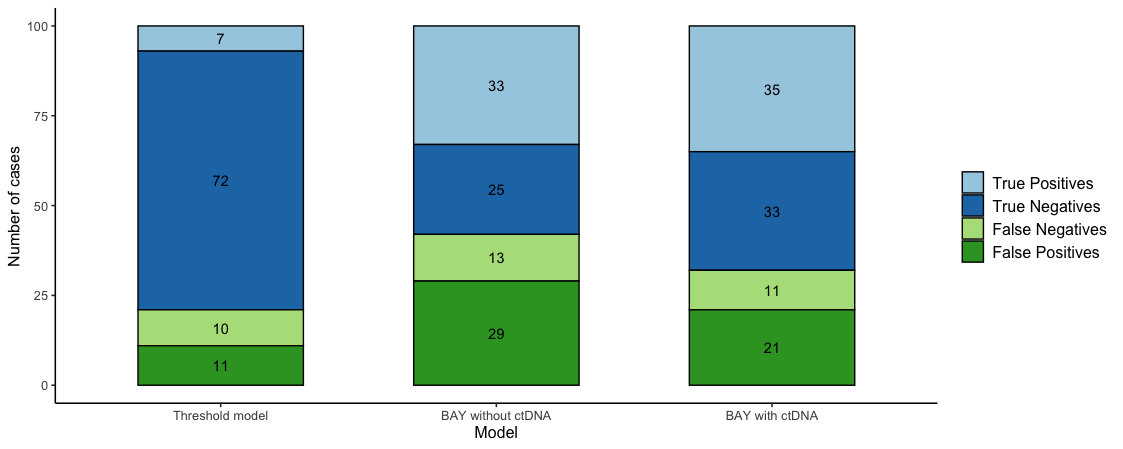 100
75
50
25
0
Number of cases
7
72
10
11
33
25
13
29
35
33
11
21
Threshold model
BAY without ctDNA
BAY with ctDNA
Model
True Positives
True Negatives
False Negatives
False Positives